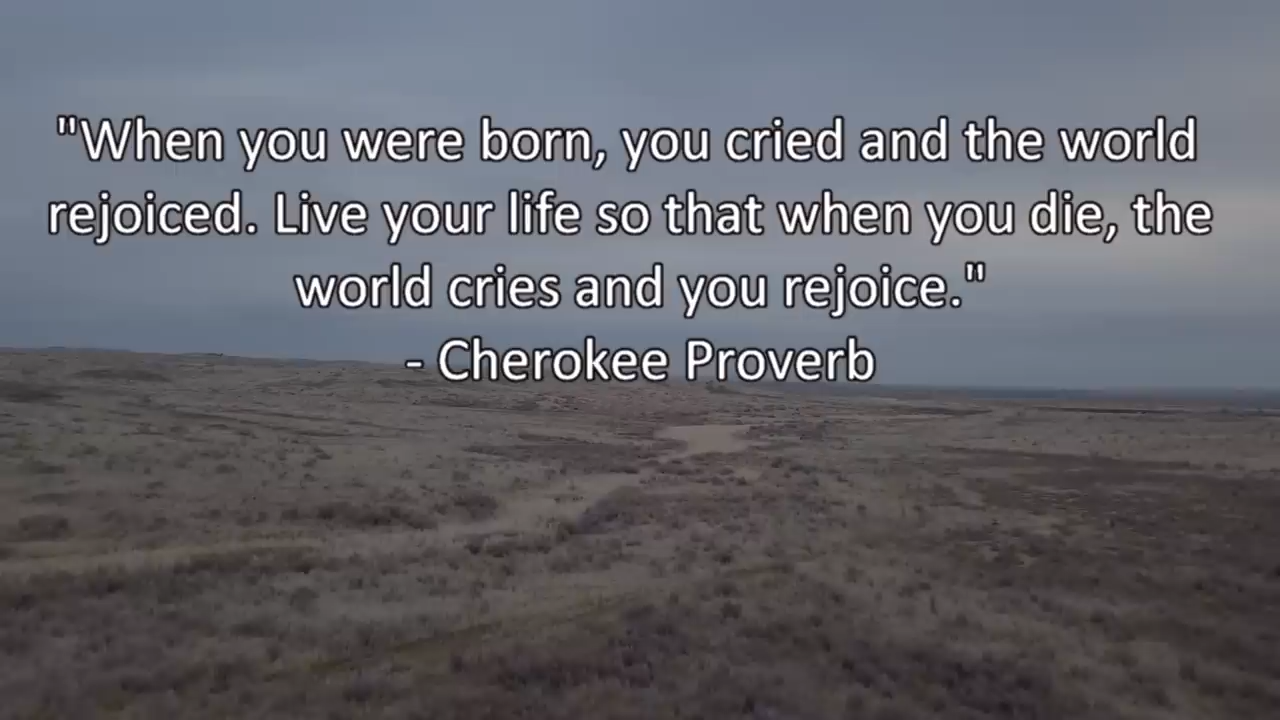 "When you were born, you cried and the world
rejoiced. Live your life so that when you die, the
world cries and you rejoice."
- Cherokee Proverb